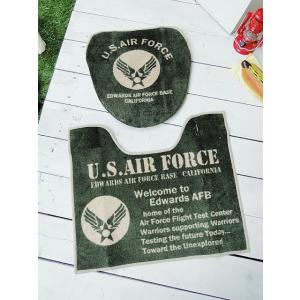 U.S.AIR FORCE
EDWARDS AIR FORCE BASE
CALIFORNIA
U.S.AIR FORCE
EDWARDS AIR FORCE BASE CALIFORNIA
Welcome to
Edwards AFB
home of the
Air Force Flight Test Center
Warriors supporting Warriors
Testing the future Today...
Toward the Unexplored